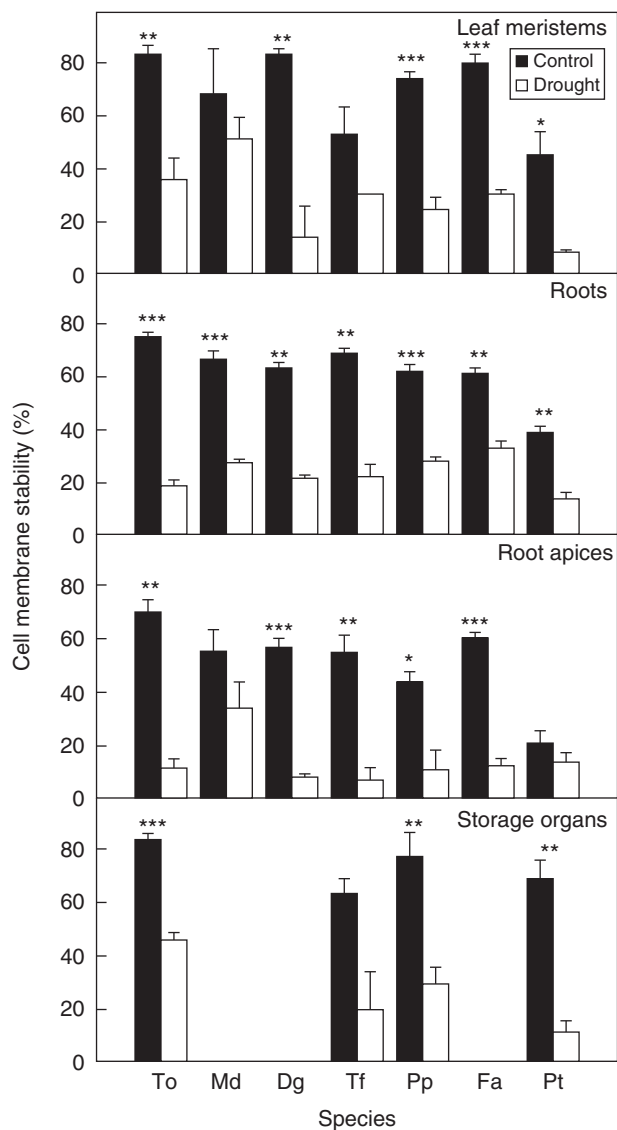 Leaf meristems
** ** *** *** *
Control
Drought
80
60
40
20
0
Roots
*** *** ** ** *** ** **
80
60
40
20
0
Root apices
** *** ** * ***
80
60
40
20
0
Storage organs
*** ** **
80
60
40
20
0
Cell membrane stability (%)
To Md Dg Tf Pp Fa Pt
Species